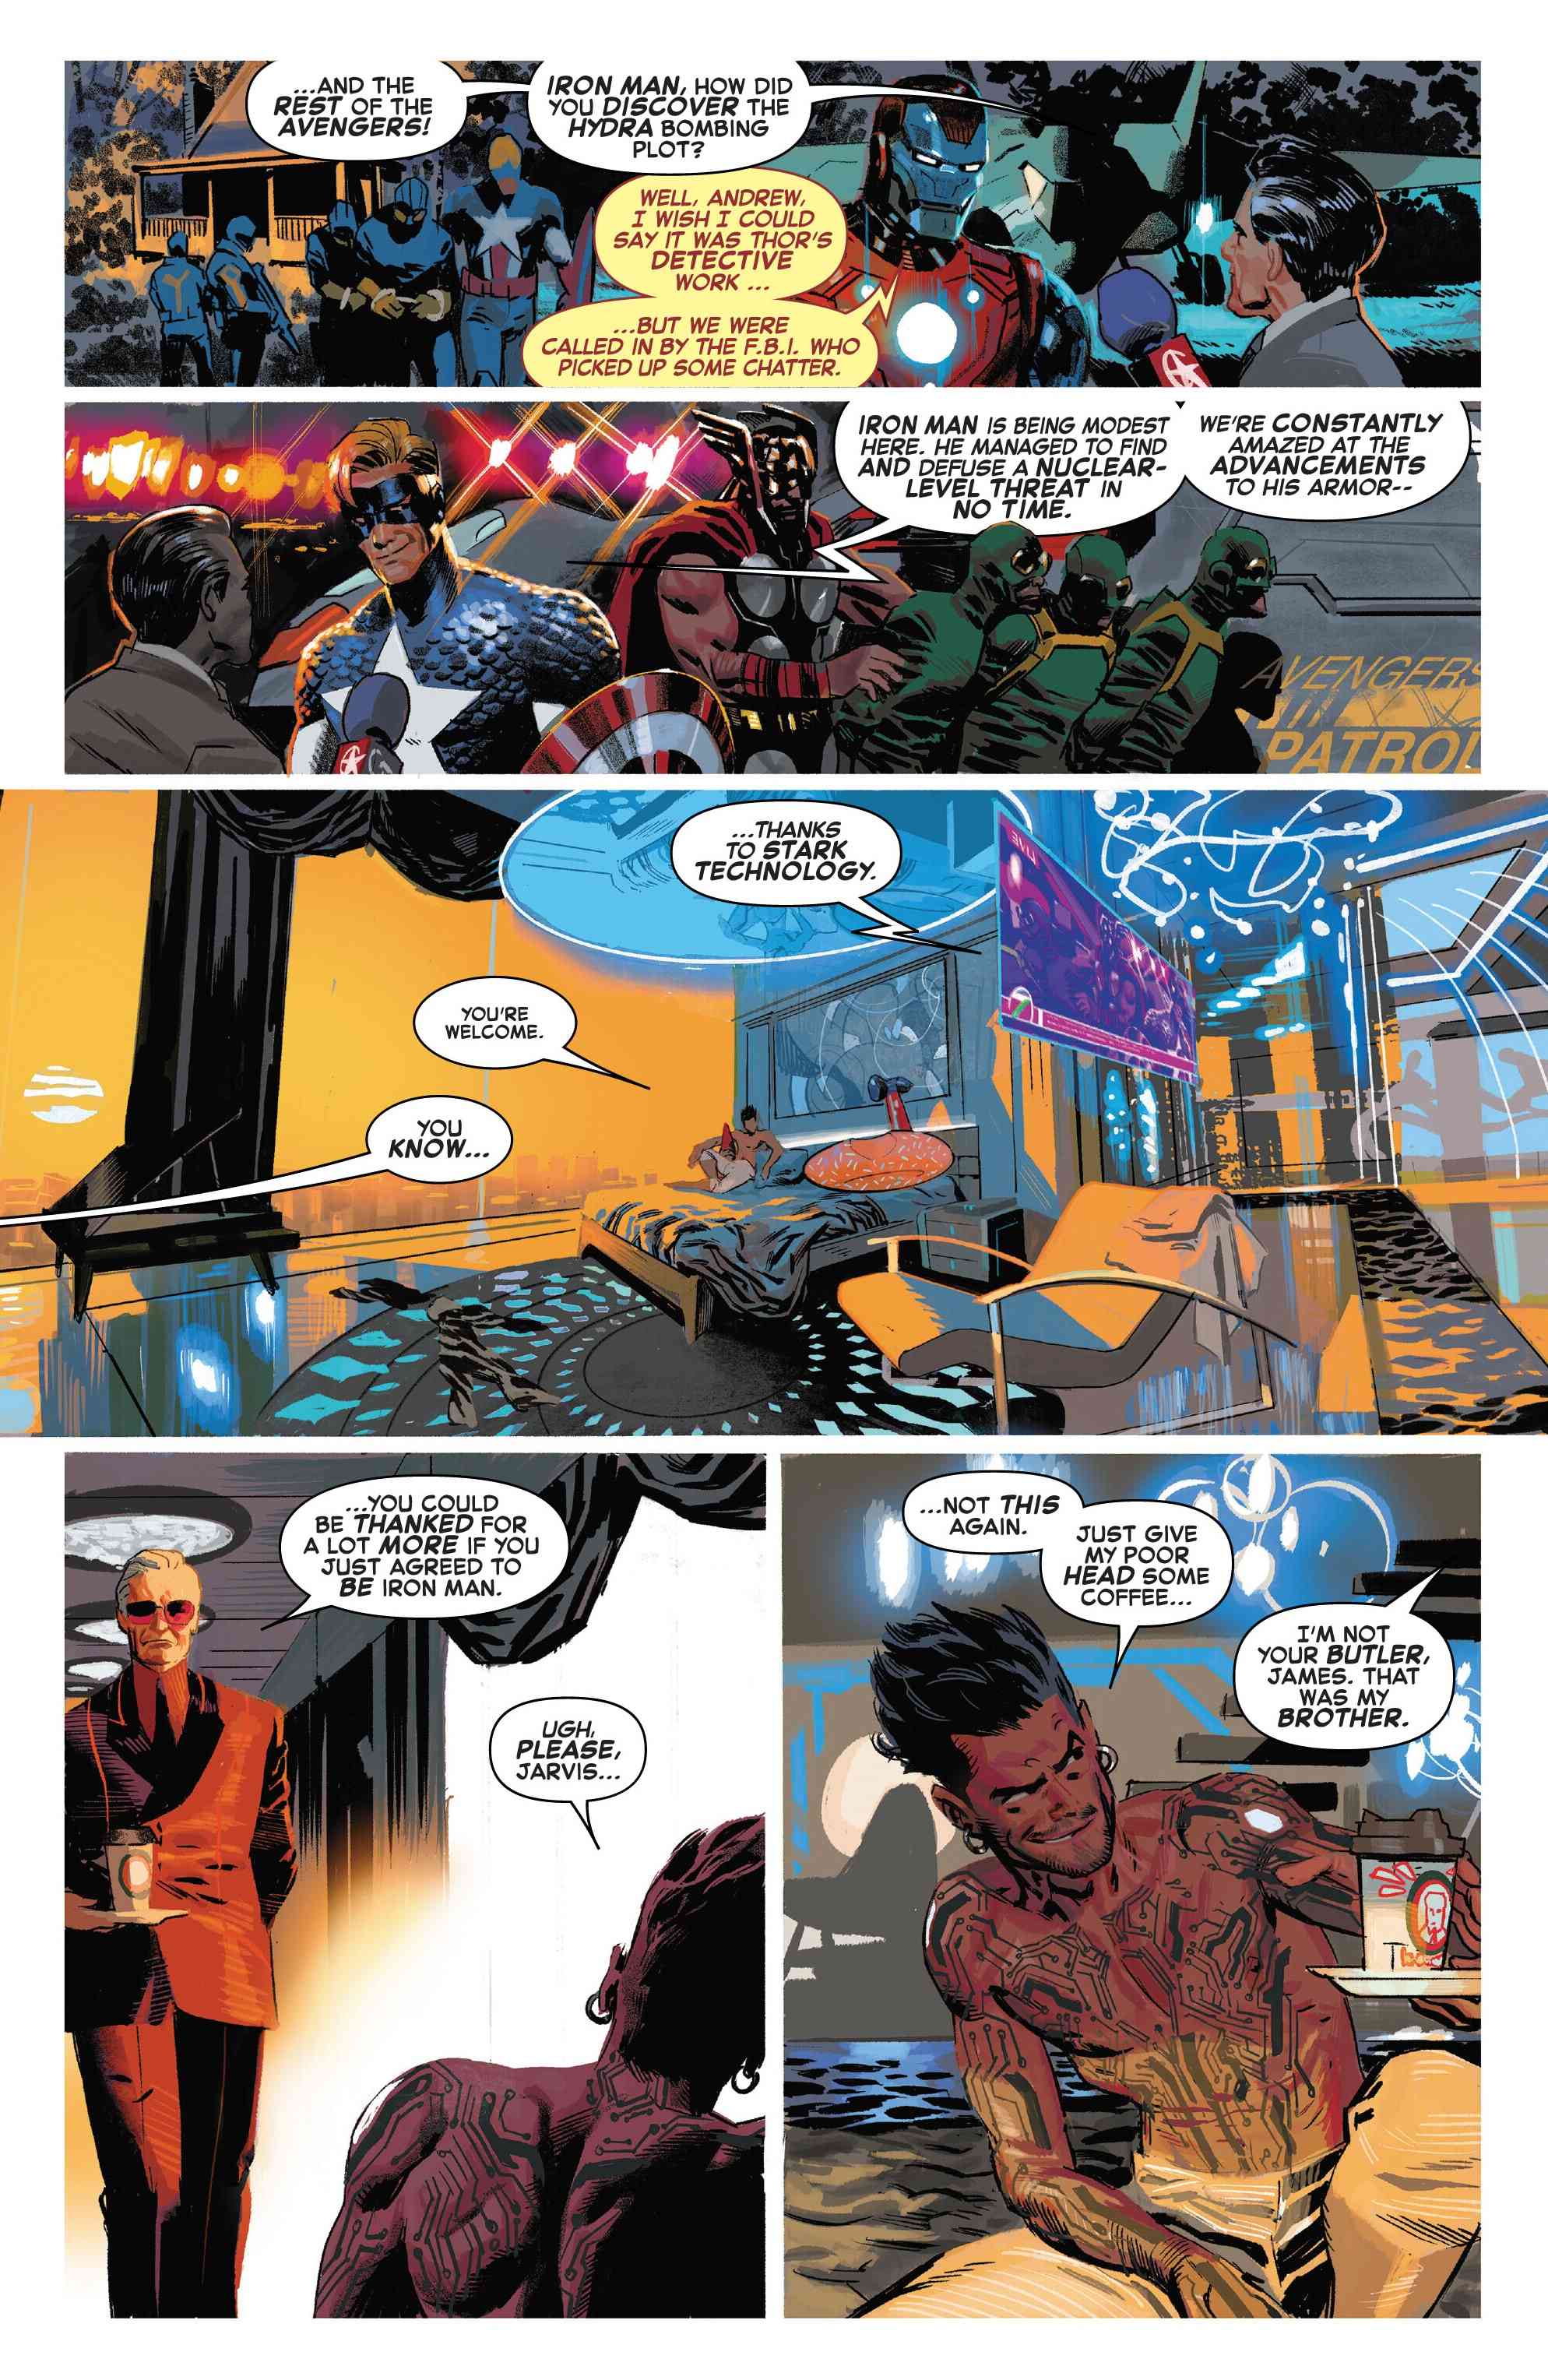 ...AND THE
REST OF THE
AVENGERS!
IRON MAN, HOW DID
YOU DISCOVER THE
HYDRA BOMBING
PLOT?
WELL, ANDREW,
I WISH I COULD
SAY IT WAS THOR'S
DETECTIVE
WORK ...
...BUT WE WERE
CALLED IN BY THE F.B.I. WHO
PICKED UP SOME CHATTER.
IRON MAN IS BEING MODEST
HERE. HE MANAGED TO FIND
AND DEFUSE A NUCLEAR-
LEVEL THREAT IN
NO TIME.
WE'RE CONSTANTLY
AMAZED AT THE
ADVANCEMENTS
TO HIS ARMOR--
AVENGERS
PATROL
...THANKS
TO STARK
TECHNOLOGY.
LIVE
YOU'RE
WELCOME.
YOU
KNOW...
...YOU COULD
BE THANKED FOR
A LOT MORE IF YOU
JUST AGREED TO
BE IRON MAN.
UGH,
PLEASE,
JARVIS...
...NOT THIS
AGAIN.
JUST GIVE
MY POOR
HEAD SOME
COFFEE...
I'M NOT
YOUR BUTLER,
JAMES. THAT
WAS MY
BROTHER.